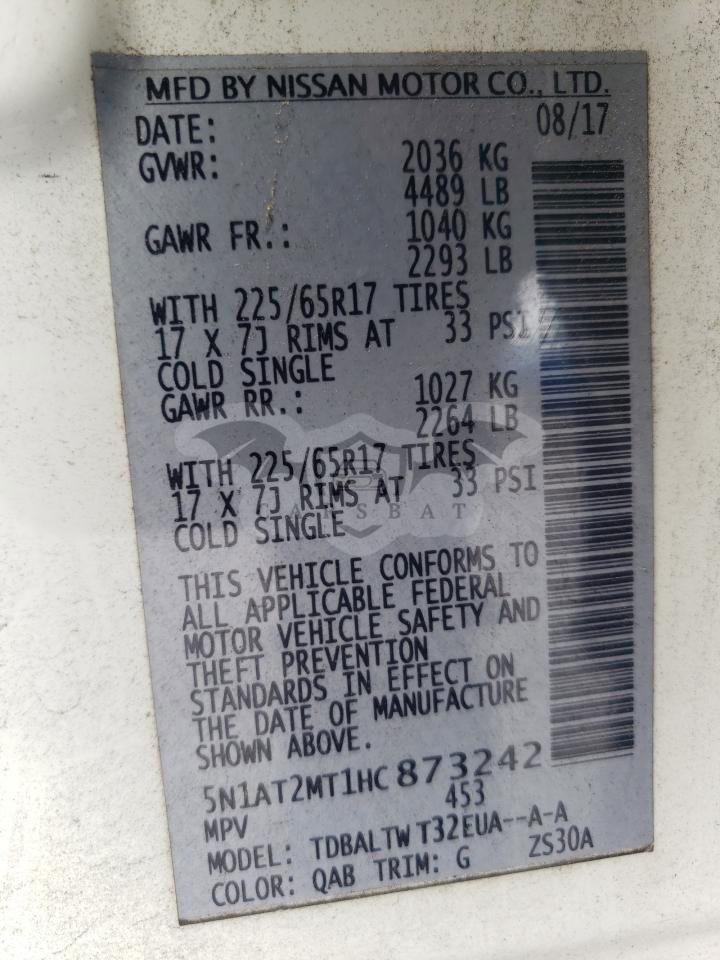 MFD BY NISSAN MOTOR CO., LTD.
DATE: 08/17
GVWR: 2036 KG
4489 LB
GAWR FR.: 1040 KG
2293 LB
WITH 225/65R17 TIRES
17 X 7J RIMS AT 33 PSI/
COLD SINGLE
GAWR RR.: 1027 KG
2264 LB
WITH 225/65R17 TIRES
17 X 7J RIMS AT 33 PSI
COLD SINGLE
ARSBAT
THIS VEHICLE CONFORMS TO
ALL APPLICABLE FEDERAL
MOTOR VEHICLE SAFETY AND
THEFT PREVENTION
STANDARDS IN EFFECT ON
THE DATE OF MANUFACTURE
SHOWN ABOVE.
5N1AT2MT1HC873242
MPV 453
MODEL: TDBALTW T32EUA--A-A
COLOR: QAB TRIM: G ZS30A